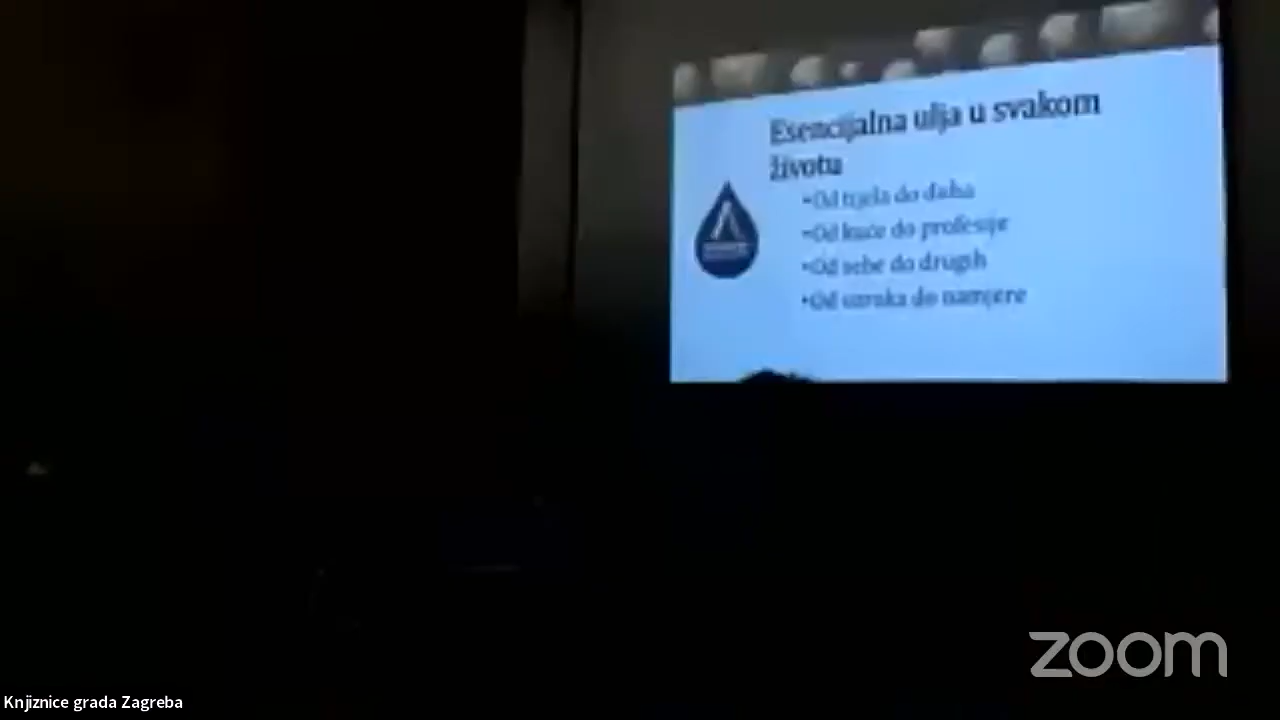 Esencijalna ulja u svakom
životu
•Od tijela do daha
•Od kuće do profesije
•Od sebe do drugih
•Od uzroka do namjere
zoom
Knjiznice grada Zagreba